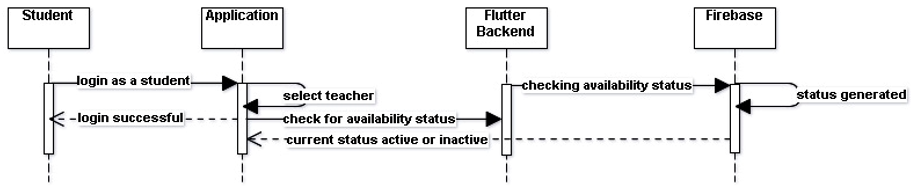 Student
Application
Flutter
Backend
Firebase
login as a student
select teacher
checking availability status
status generated
login successful
check for availability status
current status active or inactive